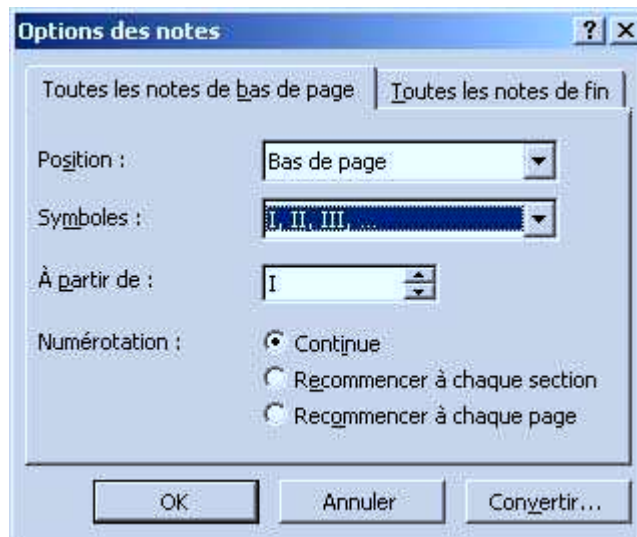 Options des notes
Toutes les notes de bas de page Toutes les notes de fin
Position : Bas de page
Symboles : I, II, III, ...
À partir de : I
Numérotation : Continue
Recommencer à chaque section
Recommencer à chaque page
OK Annuler Convertir...